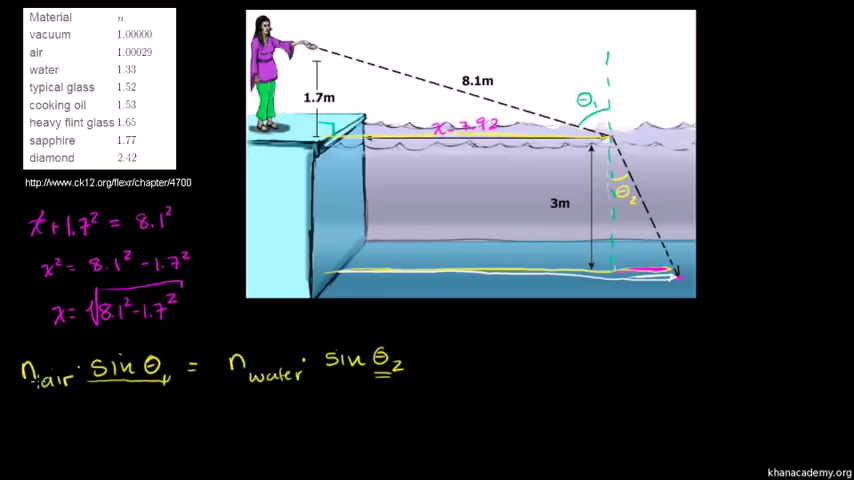 Material n
vacuum 1.00000
air 1.00029
water 1.33
typical glass 1.52
cooking oil 1.53
heavy flint glass 1.65
sapphire 1.77
diamond 2.42
http://www.ck12.org/flexr/chapter/4700
8.1m
1.7m
Θ₁
x=7.92
Θ₂
3m
x²+1.7² = 8.1²
x² = 8.1² - 1.7²
x = √8.1² - 1.7²
n air · sin Θ₁ = n water · sin Θ₂
khanacademy.org